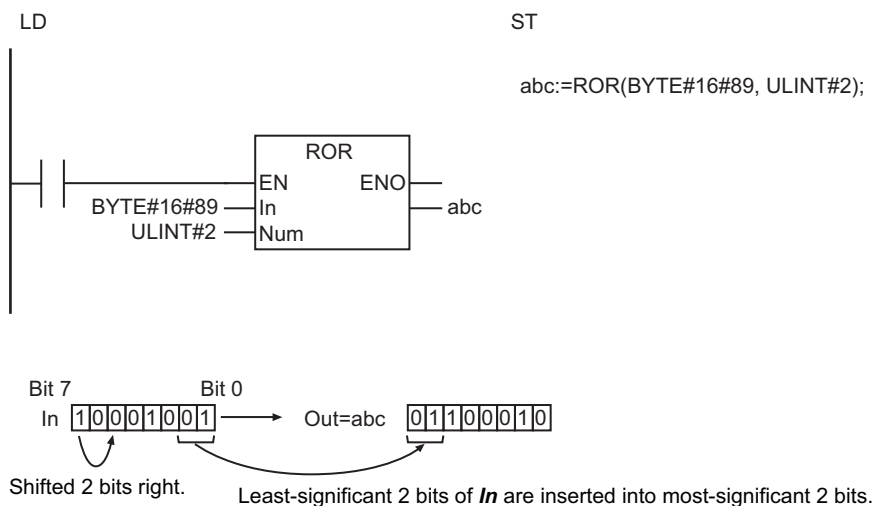 LD
ST
abc:=ROR(BYTE#16#89, ULINT#2);
ROR
EN ENO
BYTE#16#89 In abc
ULINT#2 Num
Bit 7 Bit 0
In 1 0 0 0 1 0 0 1 Out=abc 0 1 1 0 0 0 1 0
Shifted 2 bits right.
Least-significant 2 bits of In are inserted into most-significant 2 bits.